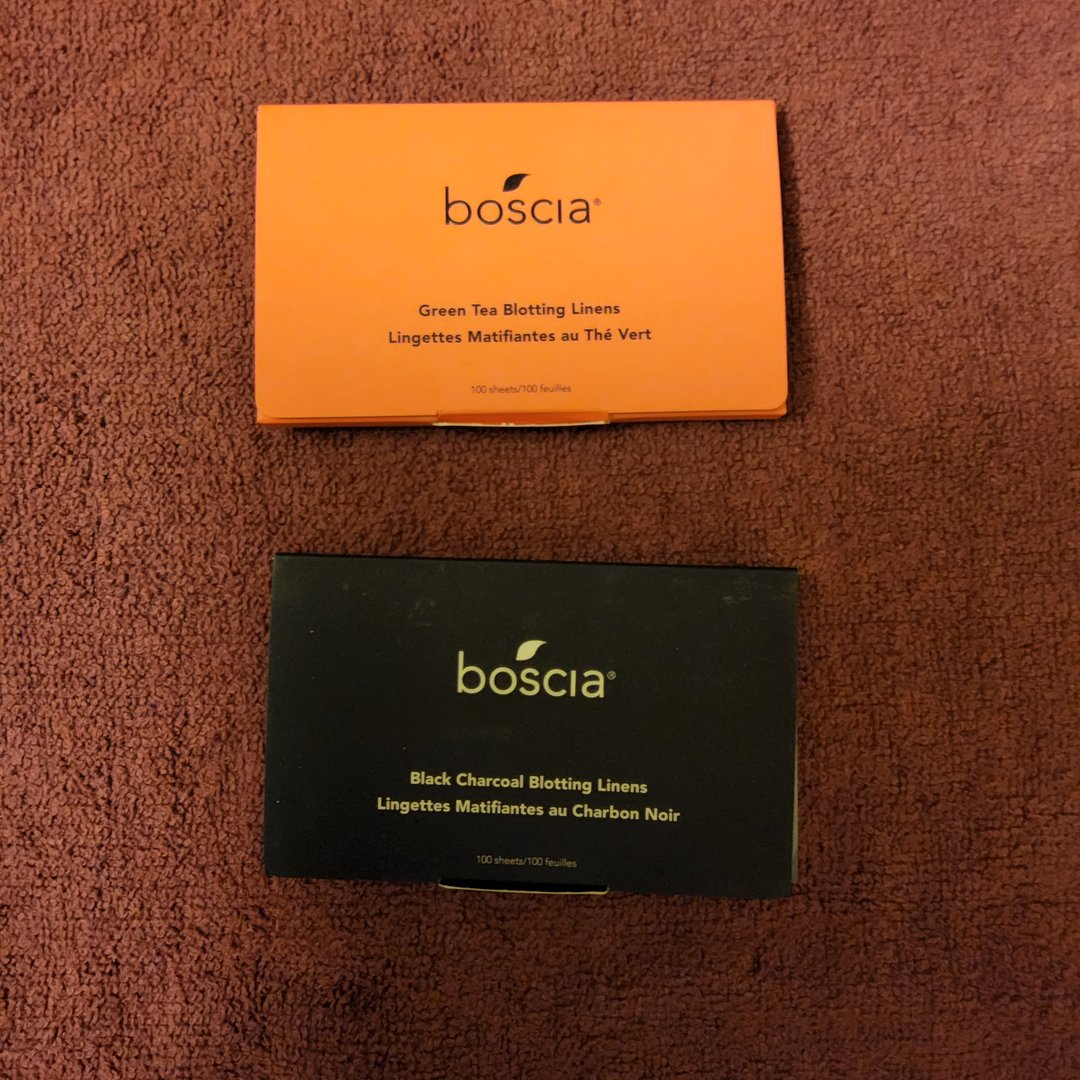 boscia®
Green Tea Blotting Linens
Lingettes Matifiantes au Thé Vert
100 sheets/100 feuilles
boscia®
Black Charcoal Blotting Linens
Lingettes Matifiantes au Charbon Noir
100 sheets/100 feuilles